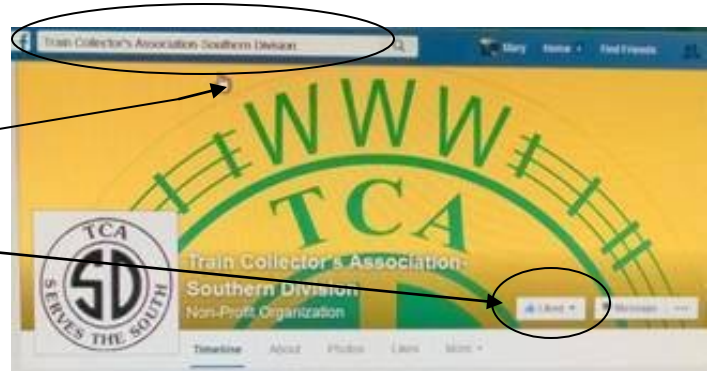 Train Collector's Association-Southern Division
Mary Home Find Friends
WWW
TCA
TCA
SD
SERVES THE SOUTH
Train Collector's Association-
Southern Division
Non-Profit Organization
Liked Message
Timeline About Photos Likes More